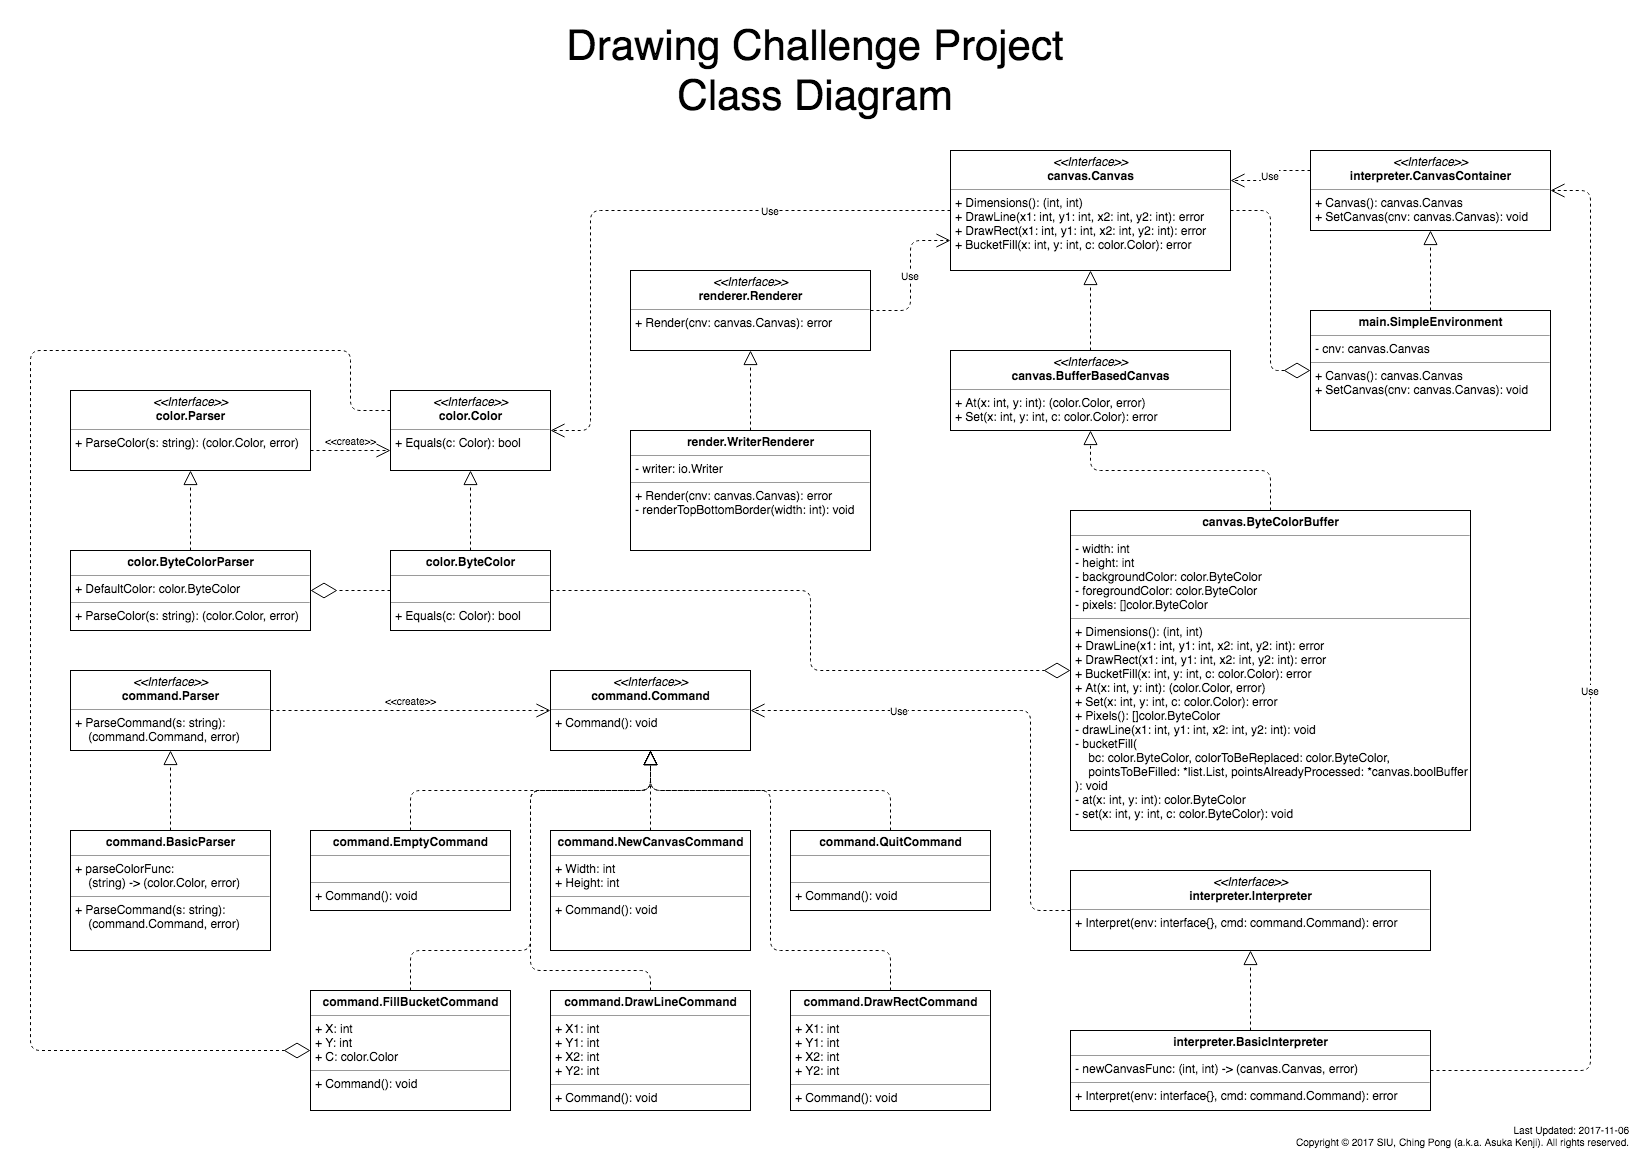 Drawing Challenge Project
Class Diagram
<<Interface>>
canvas.Canvas
+ Dimensions(): (int, int)
+ DrawLine(x1: int, y1: int, x2: int, y2: int): error
+ DrawRect(x1: int, y1: int, x2: int, y2: int): error
+ BucketFill(x: int, y: int, c: color.Color): error
Use
<<Interface>>
interpreter.CanvasContainer
+ Canvas(): canvas.Canvas
+ SetCanvas(cnv: canvas.Canvas): void
Use
Use
<<Interface>>
renderer.Renderer
+ Render(cnv: canvas.Canvas): error
main.SimpleEnvironment
- cnv: canvas.Canvas
+ Canvas(): canvas.Canvas
+ SetCanvas(cnv: canvas.Canvas): void
<<Interface>>
canvas.BufferBasedCanvas
+ At(x: int, y: int): (color.Color, error)
+ Set(x: int, y: int, c: color.Color): error
<<Interface>>
color.Parser
+ ParseColor(s: string): (color.Color, error)
<<create>>
<<Interface>>
color.Color
+ Equals(c: Color): bool
render.WriterRenderer
- writer: io.Writer
+ Render(cnv: canvas.Canvas): error
- renderTopBottomBorder(width: int): void
color.ByteColorParser
+ DefaultColor: color.ByteColor
+ ParseColor(s: string): (color.Color, error)
color.ByteColor
+ Equals(c: Color): bool
canvas.ByteColorBuffer
- width: int
- height: int
- backgroundColor: color.ByteColor
- foregroundColor: color.ByteColor
- pixels: []color.ByteColor
+ Dimensions(): (int, int)
+ DrawLine(x1: int, y1: int, x2: int, y2: int): error
+ DrawRect(x1: int, y1: int, x2: int, y2: int): error
+ BucketFill(x: int, y: int, c: color.Color): error
+ At(x: int, y: int): (color.Color, error)
+ Set(x: int, y: int, c: color.Color): error
+ Pixels(): []color.ByteColor
- drawLine(x1: int, y1: int, x2: int, y2: int): void
- bucketFill(
bc: color.ByteColor, colorToBeReplaced: color.ByteColor,
pointsToBeFilled: *list.List, pointsAlreadyProcessed: *canvas.boolBuffer
): void
- at(x: int, y: int): color.ByteColor
- set(x: int, y: int, c: color.ByteColor): void
Use
<<Interface>>
command.Parser
+ ParseCommand(s: string):
(command.Command, error)
<<create>>
<<Interface>>
command.Command
+ Command(): void
Use
command.BasicParser
+ parseColorFunc:
(string) -> (color.Color, error)
+ ParseCommand(s: string):
(command.Command, error)
command.EmptyCommand
+ Command(): void
command.NewCanvasCommand
+ Width: int
+ Height: int
+ Command(): void
command.QuitCommand
+ Command(): void
<<Interface>>
interpreter.Interpreter
+ Interpret(env: interface{}, cmd: command.Command): error
command.FillBucketCommand
+ X: int
+ Y: int
+ C: color.Color
+ Command(): void
command.DrawLineCommand
+ X1: int
+ Y1: int
+ X2: int
+ Y2: int
+ Command(): void
command.DrawRectCommand
+ X1: int
+ Y1: int
+ X2: int
+ Y2: int
+ Command(): void
interpreter.BasicInterpreter
- newCanvasFunc: (int, int) -> (canvas.Canvas, error)
+ Interpret(env: interface{}, cmd: command.Command): error
Last Updated: 2017-11-06
Copyright © 2017 SIU, Ching Pong (a.k.a. Asuka Kenji). All rights reserved.